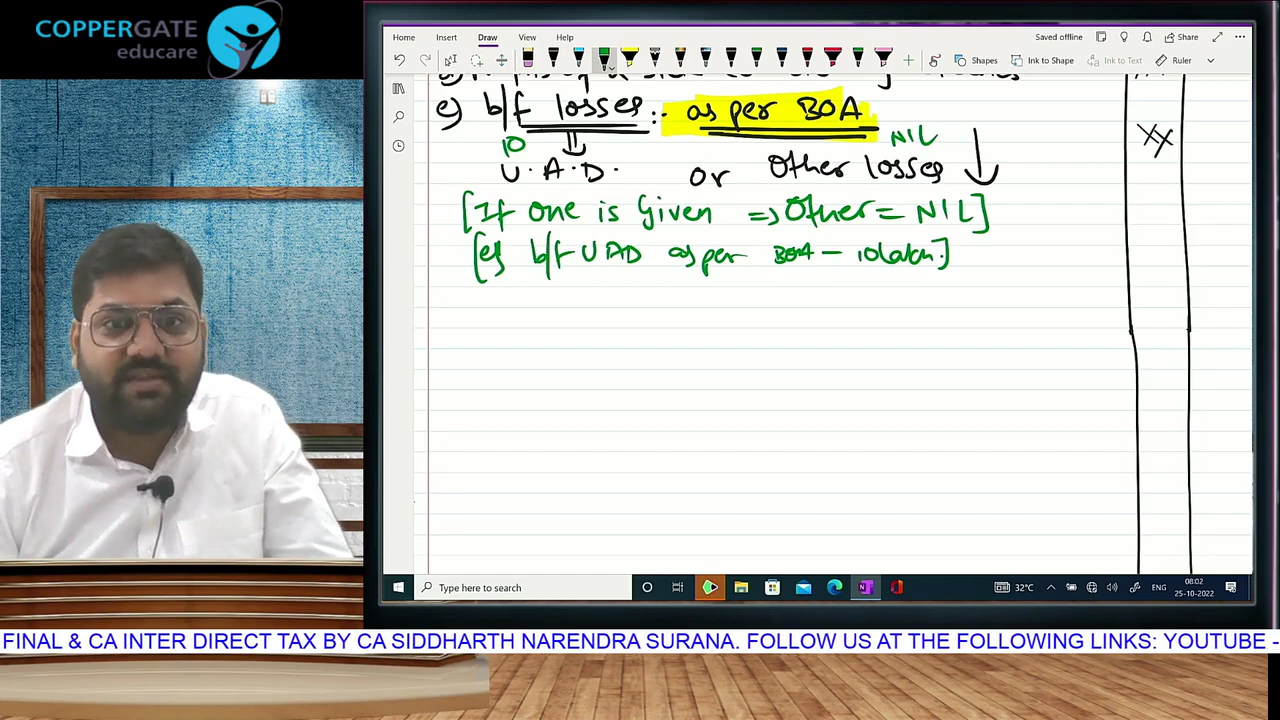 COPPERGATE
educare
Home Insert Draw View Help
Saved offline
Share
Shapes
Ink to Shape
Ink to Text
Ruler
e) b/f losses :- as per BOA
10
NIL
XX
U.A.D. or Other losses
[If one is Given => Other = NIL]
[eg b/f UAD as per BOA - 10 lakh.]
Type here to search
32°C
ENG
08:02
25-10-2022
FINAL & CA INTER DIRECT TAX BY CA SIDDHARTH NARENDRA SURANA. FOLLOW US AT THE FOLLOWING LINKS: YOUTUBE -